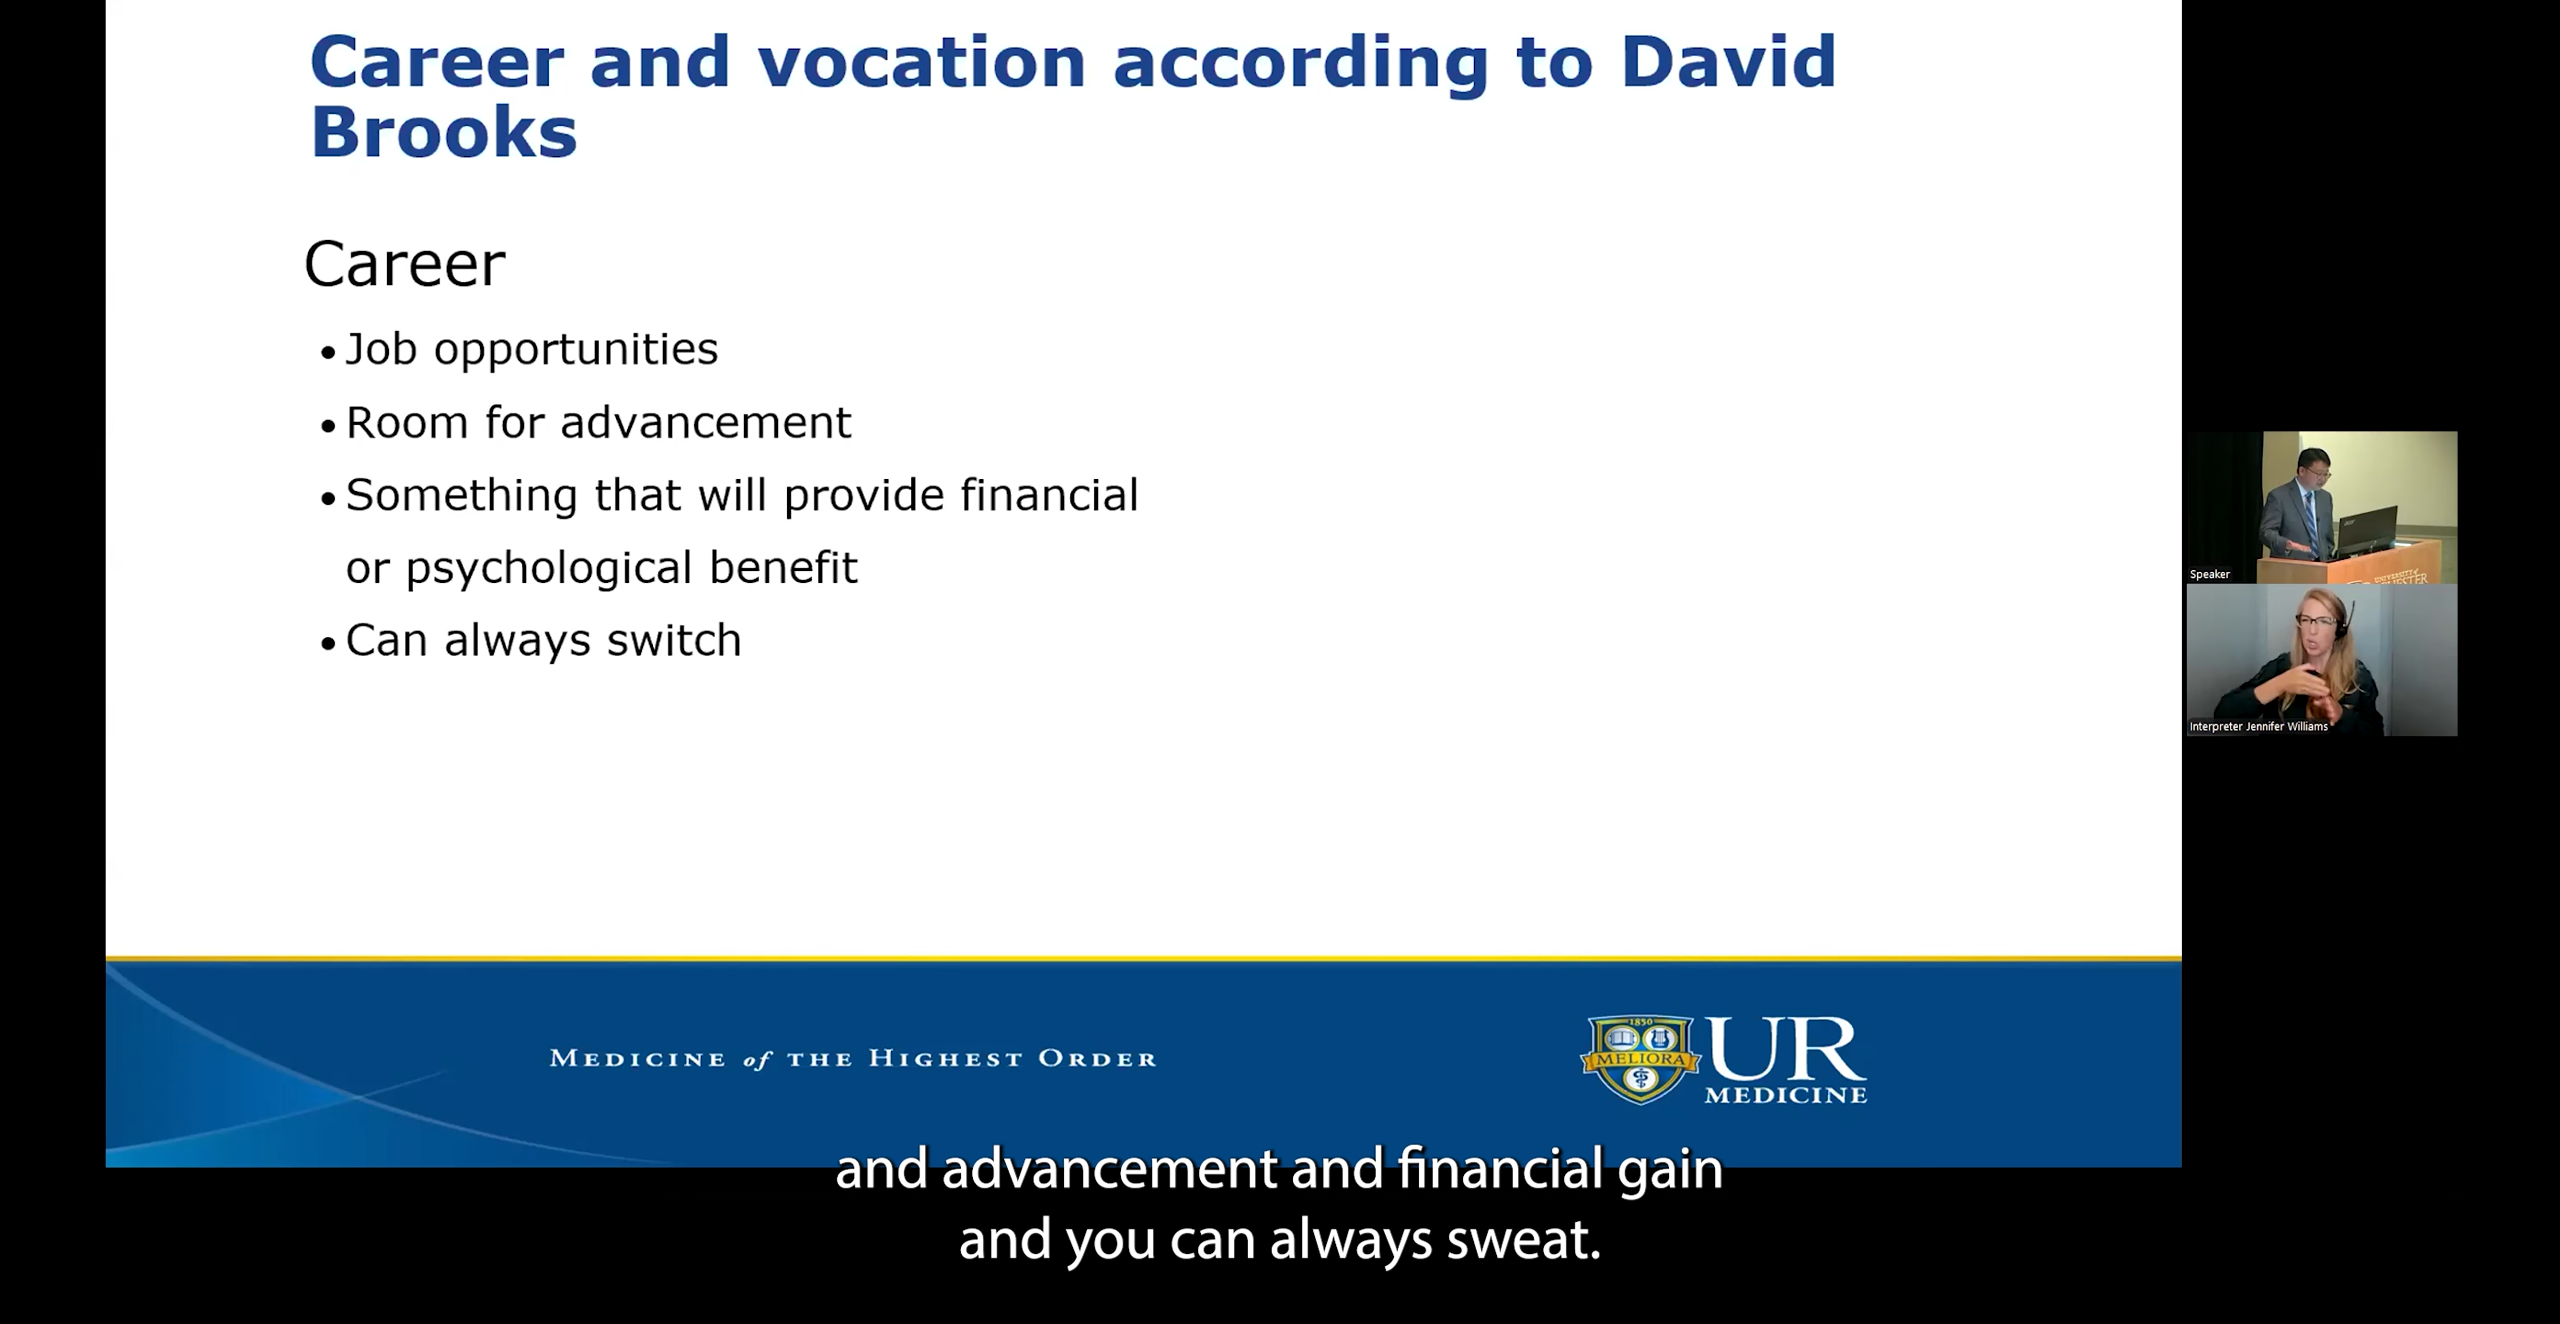 Career and vocation according to David
Brooks
Career
• Job opportunities
• Room for advancement
• Something that will provide financial
or psychological benefit
• Can always switch
Speaker
UNIVERSITY of
Interpreter Jennifer Williams
MEDICINE of THE HIGHEST ORDER
1850
MELIORA
UR
MEDICINE
and advancement and financial gain
and you can always sweat.